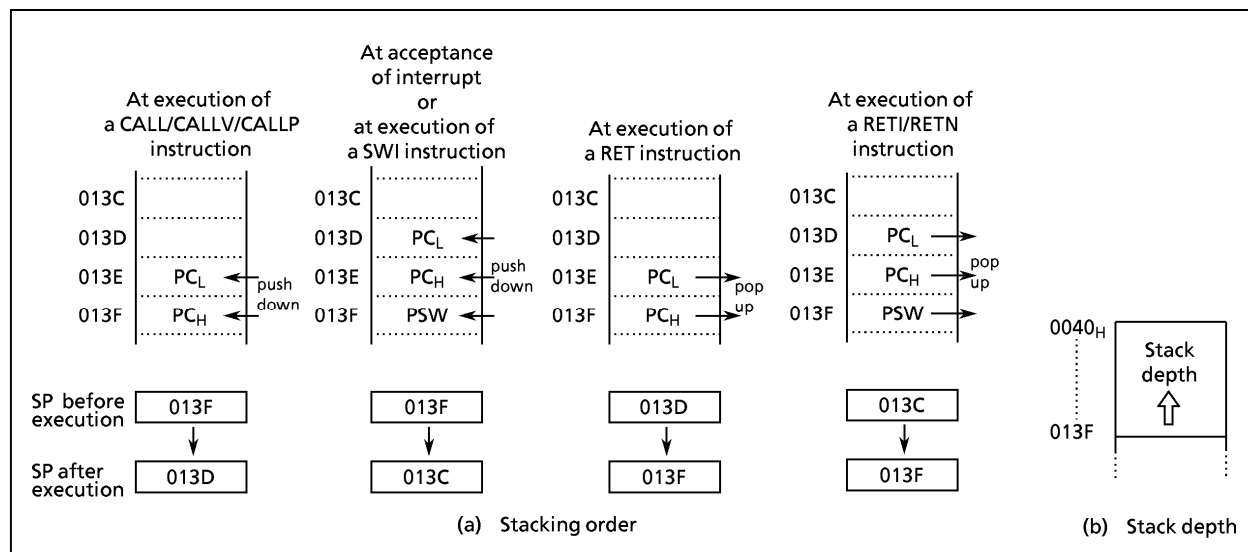 At execution of
a CALL/CALLV/CALLP
instruction
013C
013D
013E PCL
013F PCH
push
down
At acceptance
of interrupt
or
at execution of
a SWI instruction
013C
013D PCL
013E PCH
013F PSW
push
down
At execution of
a RET instruction
013C
013D
013E PCL
013F PCH
pop
up
At execution of
a RETI/RETN
instruction
013C
013D PCL
013E PCH
013F PSW
pop
up
SP before
execution
013F
013F
013D
013C
SP after
execution
013D
013C
013F
013F
(a) Stacking order
0040H
Stack
depth
013F
(b) Stack depth